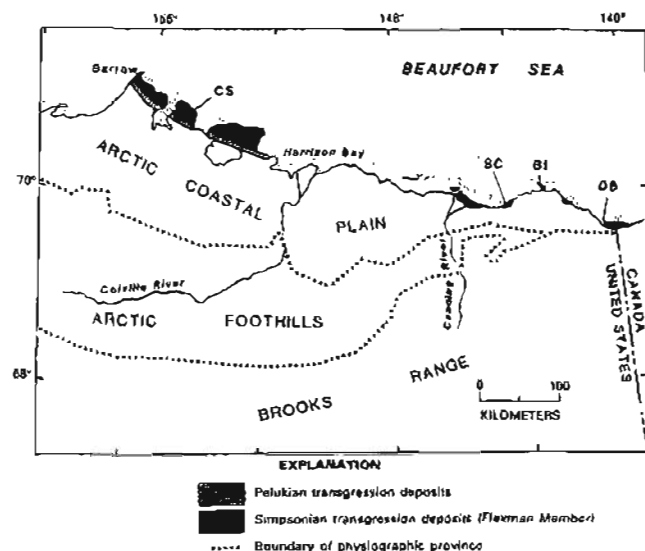 156° 148° 140°
Barrow
CS
BEAUFORT SEA
Harrison Bay
ARCTIC
COASTAL
PLAIN
70°
SC
BI
Canning River
Colville River
ARCTIC FOOTHILLS
CANADA
UNITED STATES
68°
BROOKS RANGE
0 100
KILOMETERS
EXPLANATION
Pelukian transgression deposits
Simpsonian transgression deposits (Flaxman Member)
Boundary of physiographic province